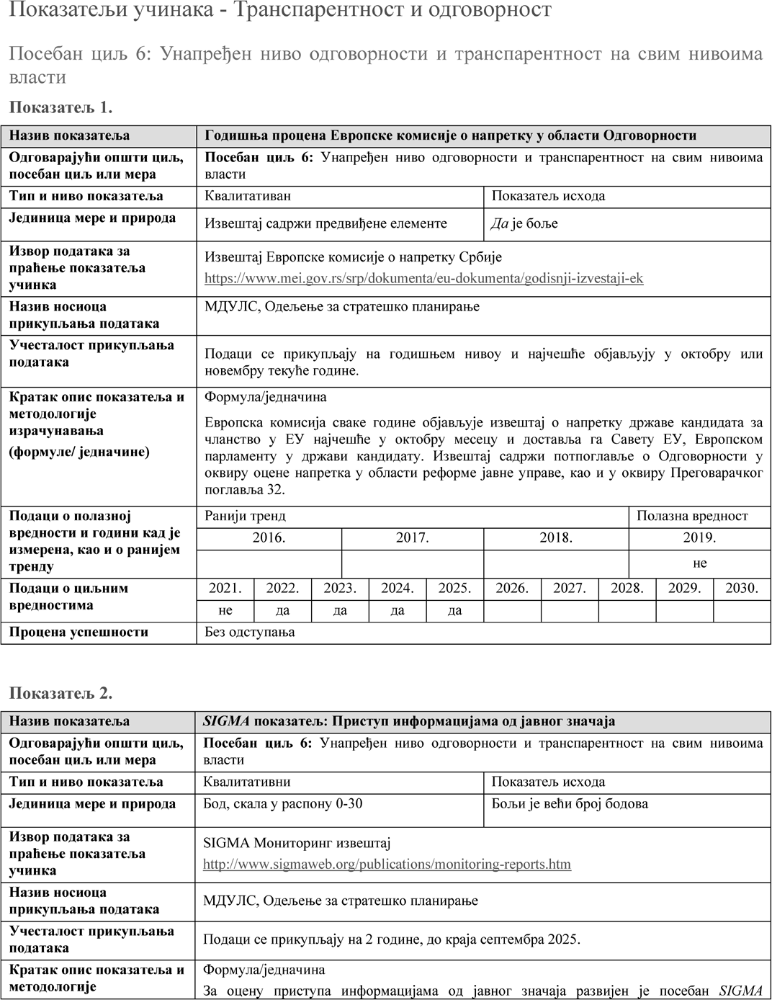 Показатељи учинака - Транспарентност и одговорност
Посебан циљ 6: Унапређен ниво одговорности и транспарентност на свим нивоима
власти
Показатељ 1.
Назив показатеља
Годишња процена Европске комисије о напретку у области Одговорности
Одговарајући општи циљ,
посебан циљ или мера
Посебан циљ 6: Унапређен ниво одговорности и транспарентност на свим нивоима
власти
Тип и ниво показатеља
Квалитативан
Показатељ исхода
Јединица мере и природа
Извештај садржи предвиђене елементе
Да је боље
Извор података за
праћење показатеља
учинка
Извештај Европске комисије о напретку Србије
https://www.mei.gov.rs/srp/dokumenta/eu-dokumenta/godisnji-izvestaji-ek
Назив носиоца
прикупљања података
МДУЛС, Одељење за стратешко планирање
Учесталост прикупљања
података
Подаци се прикупљају на годишњем нивоу и најчешће објављују у октобру или
новембру текуће године.
Кратак опис показатеља и
методологије
израчунавања
(формуле/ једначине)
Формула/једначина
Европска комисија сваке године објављује извештај о напретку државе кандидата за
чланство у ЕУ најчешће у октобру месецу и доставља га Савету ЕУ, Европском
парламенту у држави кандидату. Извештај садржи потпоглавље о Одговорности у
оквиру оцене напретка у области реформе јавне управе, као и у оквиру Преговарачког
поглавља 32.
Подаци о полазној
вредности и години кад је
измерена, као и о ранијем
тренду
Ранији тренд
Полазна вредност
2016.
2017.
2018.
2019.
не
Подаци о циљним
вредностима
2021.
2022.
2023.
2024.
2025.
2026.
2027.
2028.
2029.
2030.
не
да
да
да
да
Процена успешности
Без одступања
Показатељ 2.
Назив показатеља
SIGMA показатељ: Приступ информацијама од јавног значаја
Одговарајући општи циљ,
посебан циљ или мера
Посебан циљ 6: Унапређен ниво одговорности и транспарентност на свим нивоима
власти
Тип и ниво показатеља
Квалитативни
Показатељ исхода
Јединица мере и природа
Бод, скала у распону 0-30
Бољи је већи број бодова
Извор података за
праћење показатеља
учинка
SIGMA Мониторинг извештај
http://www.sigmaweb.org/publications/monitoring-reports.htm
Назив носиоца
прикупљања података
МДУЛС, Одељење за стратешко планирање
Учесталост прикупљања
података
Подаци се прикупљају на 2 године, до краја септембра 2025.
Кратак опис показатеља и
методологије
Формула/једначина
За оцену приступа информацијама од јавног значаја развијен је посебан SIGMA